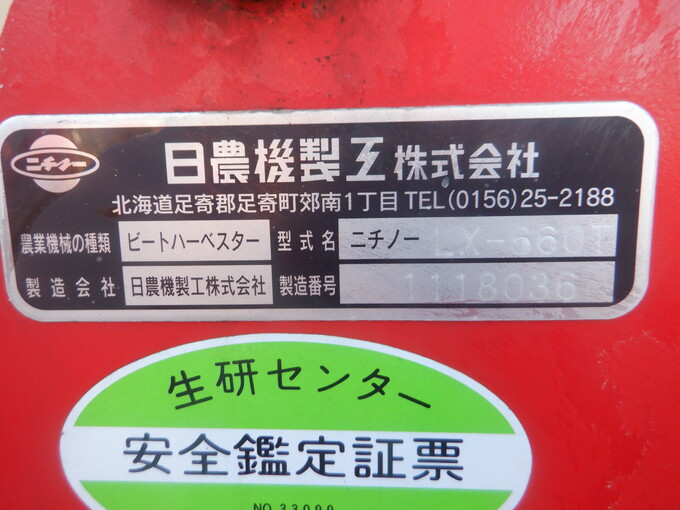 ニチノー
日農機製工株式会社
北海道足寄郡足寄町郊南1丁目 TEL(0156)25-2188
農業機械の種類 ビートハーベスター 型式名 ニチノー
製造会社 日農機製工株式会社 製造番号 1118036
生研センター
安全鑑定証票